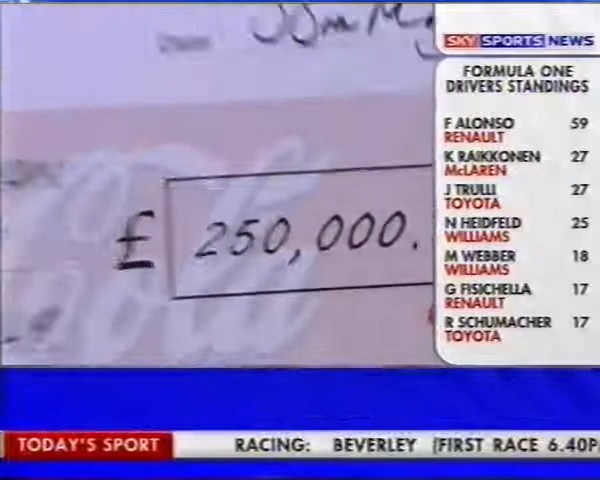 SKY SPORTS NEWS
FORMULA ONE
DRIVERS STANDINGS
F ALONSO 59
RENAULT
K RAIKKONEN 27
McLAREN
J TRULLI 27
TOYOTA
N HEIDFELD 25
WILLIAMS
M WEBBER 18
WILLIAMS
G FISICHELLA 17
RENAULT
R SCHUMACHER 17
TOYOTA
£ 250,000.
TODAY'S SPORT RACING: BEVERLEY (FIRST RACE 6.40P